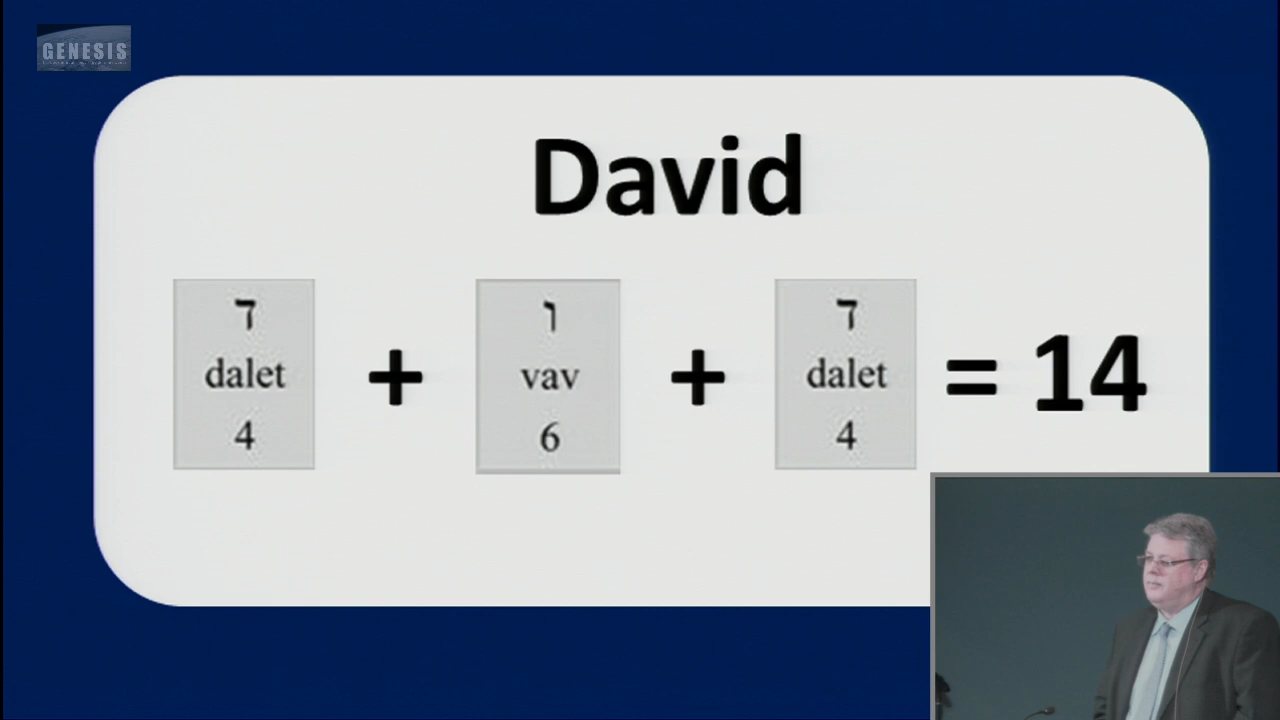 GENESIS
David
ד + ו + ד = 14
dalet vav dalet
4 6 4